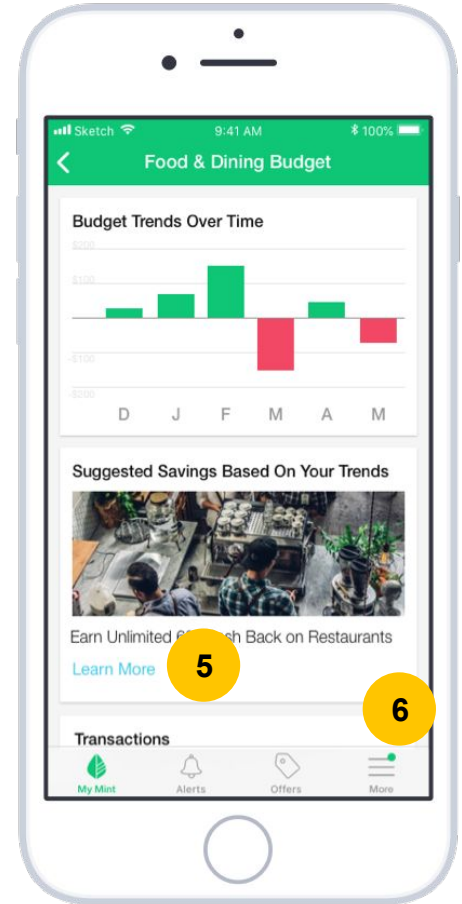 Sketch 9:41 AM 100%
Food & Dining Budget
Budget Trends Over Time
$200
$100
-$100
-$200
D J F M A M
Suggested Savings Based On Your Trends
Earn Unlimited Back on Restaurants
Learn More
5
6
Transactions
My Mint Alerts Offers More